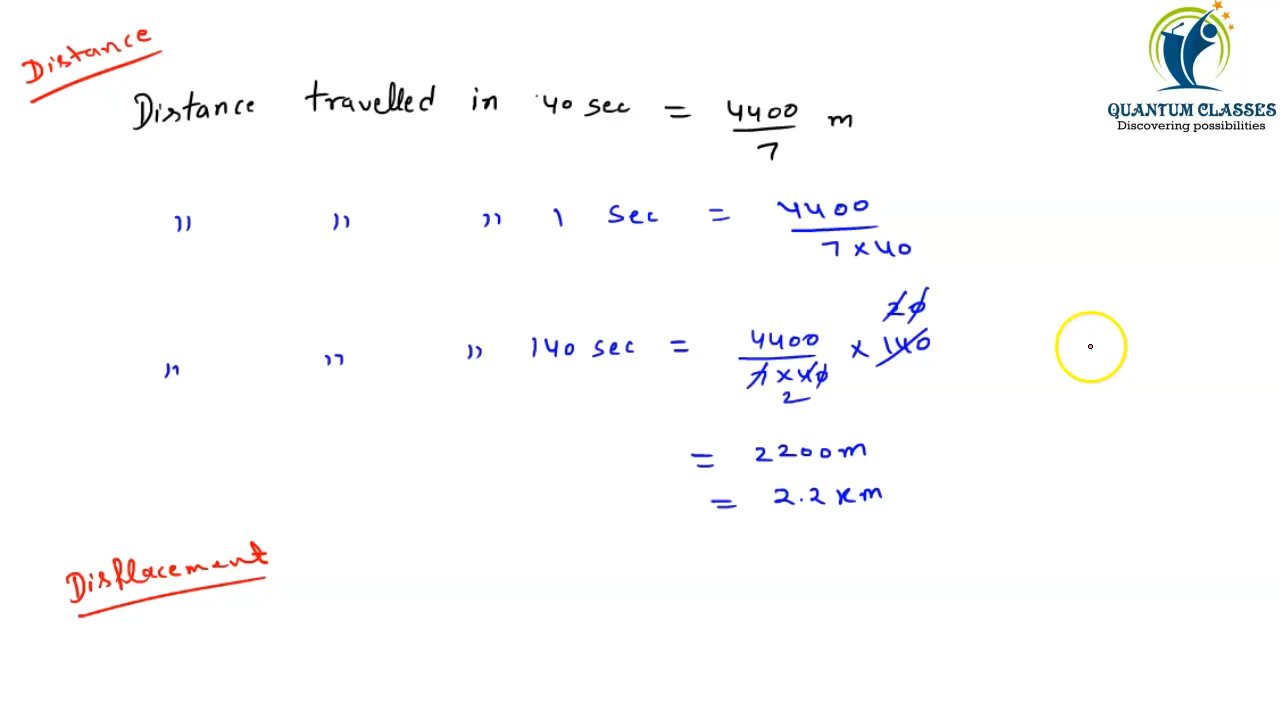 Distance
QUANTUM CLASSES
Discovering possibilities
Distance travelled in 40 sec = 4400/7 m
" " " 1 sec = 4400/(7 × 40)
" " " 140 sec = 4400/(7 × 40) × 140
20
2
= 2200m
= 2.2 Km
Displacement